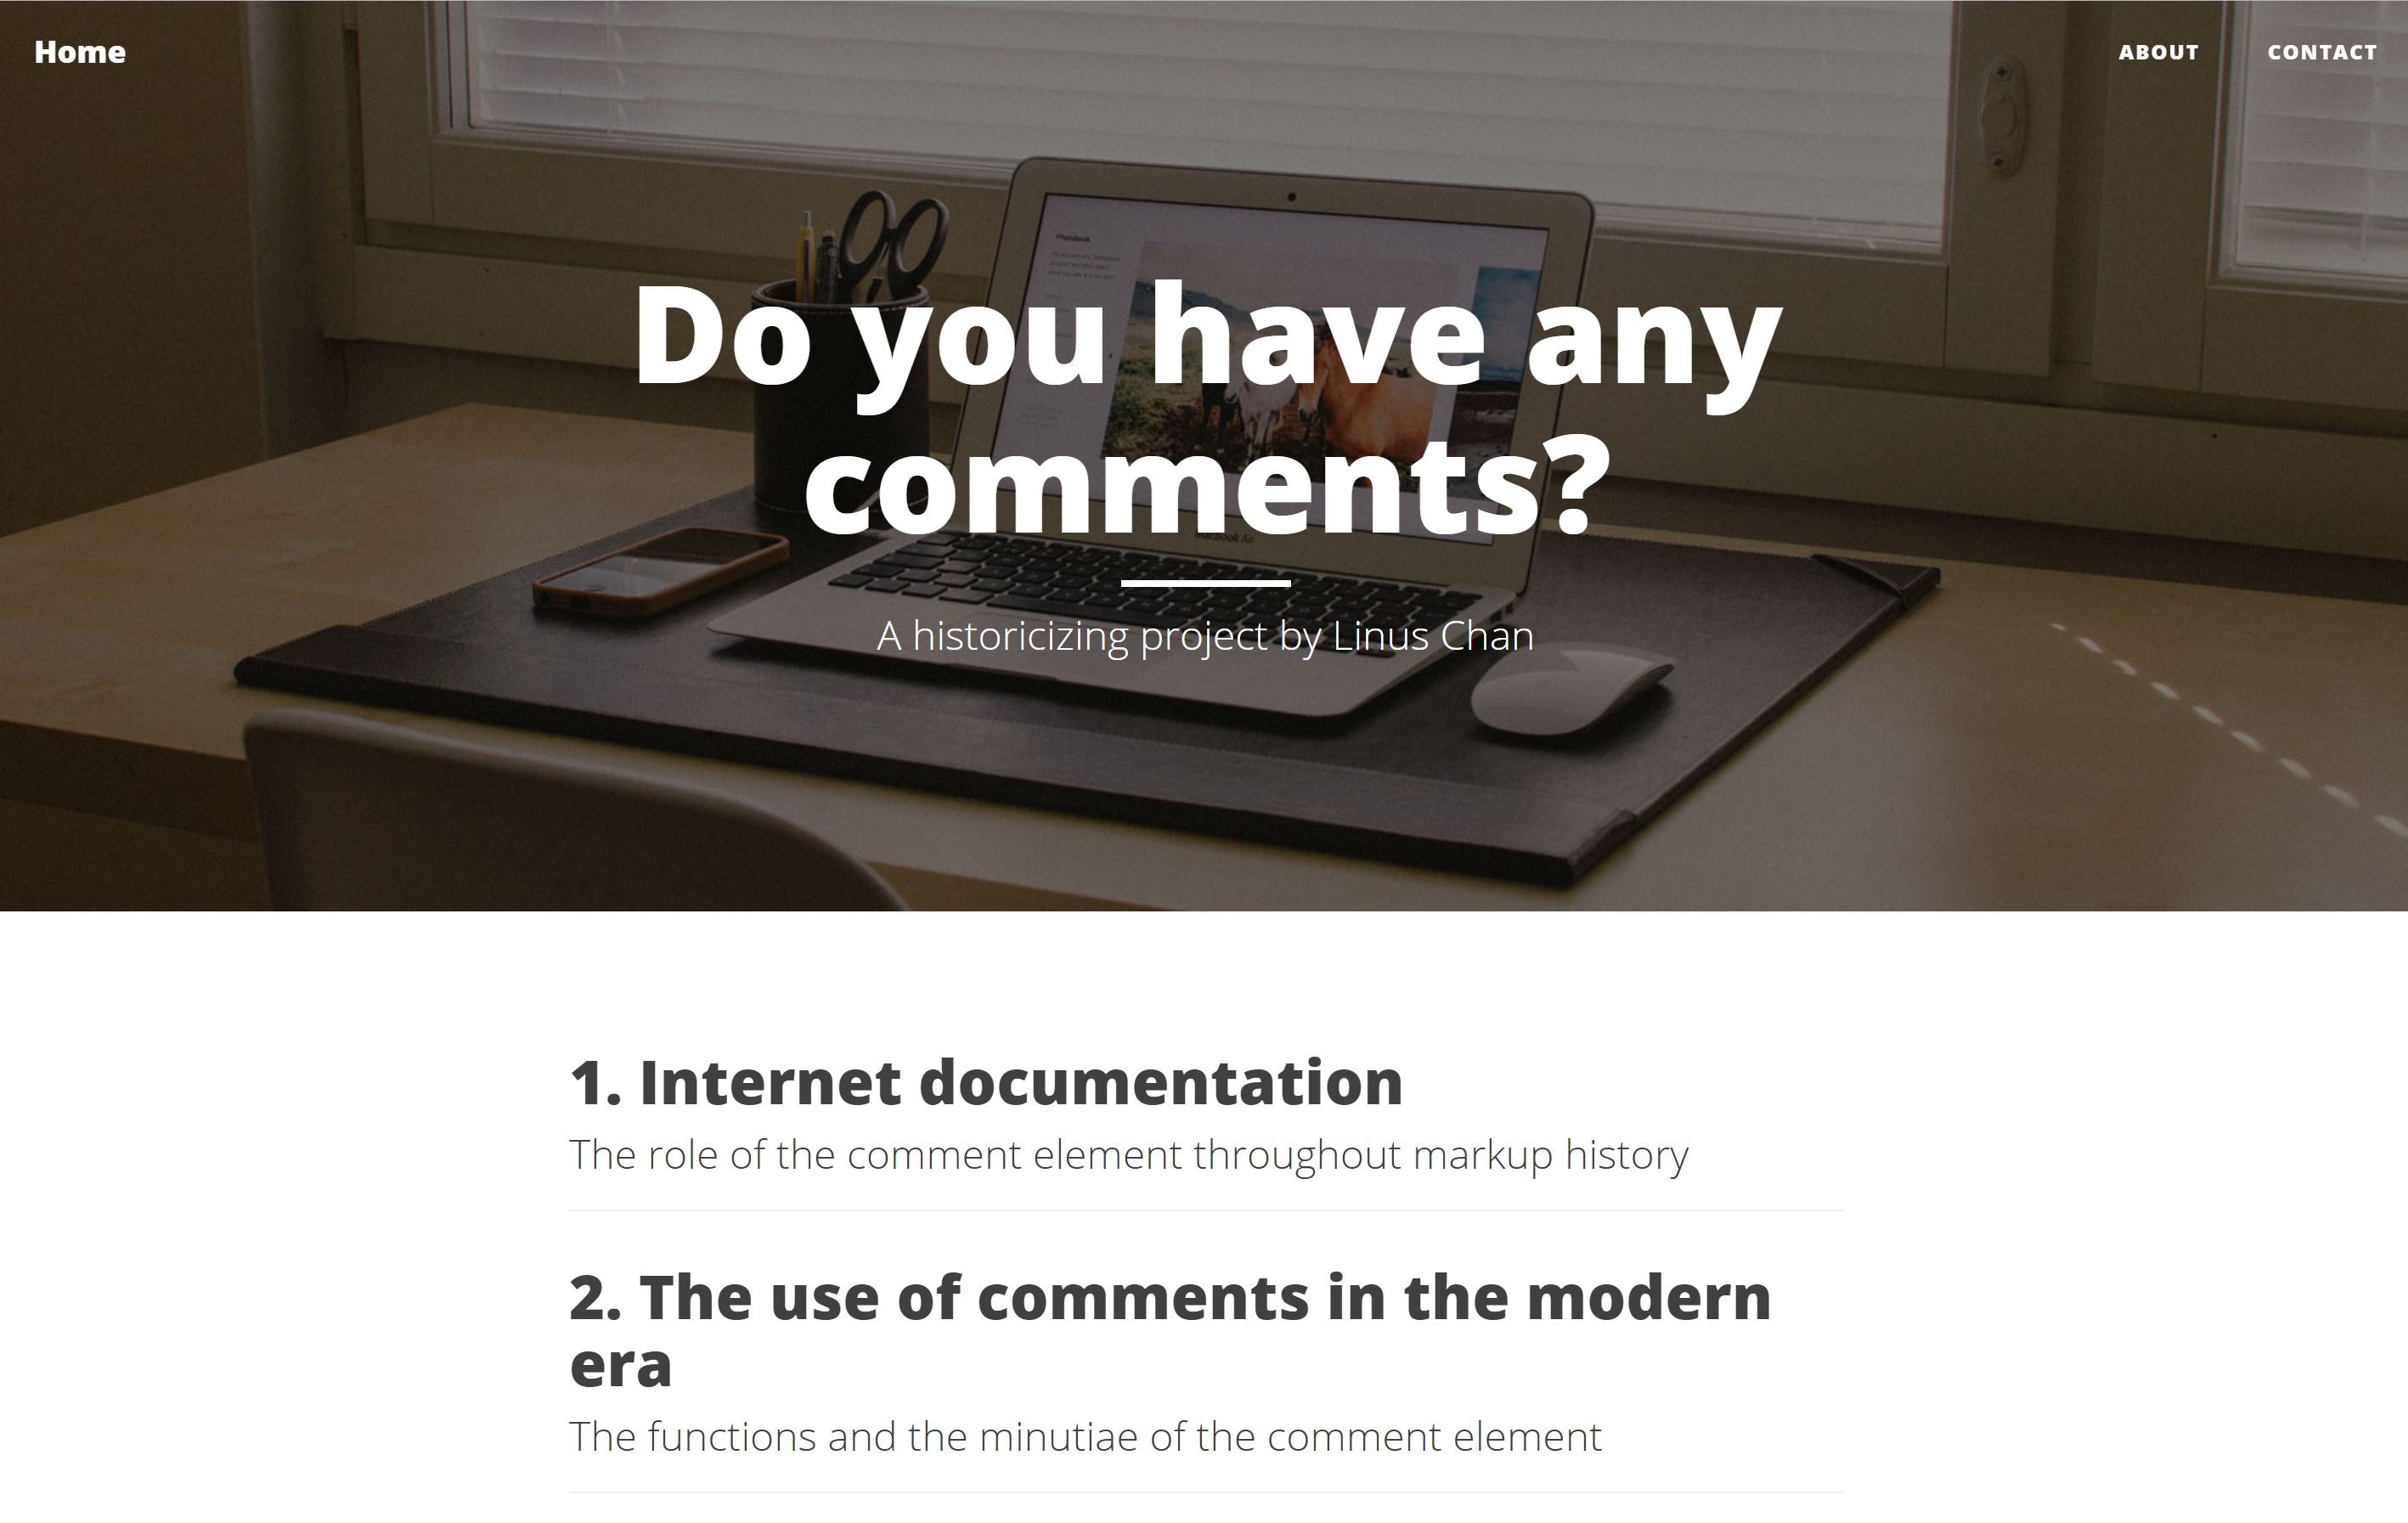 Home
ABOUT
CONTACT
Do you have any
comments?
MacBook Air
A historicizing project by Linus Chan
1. Internet documentation
The role of the comment element throughout markup history
2. The use of comments in the modern
era
The functions and the minutiae of the comment element